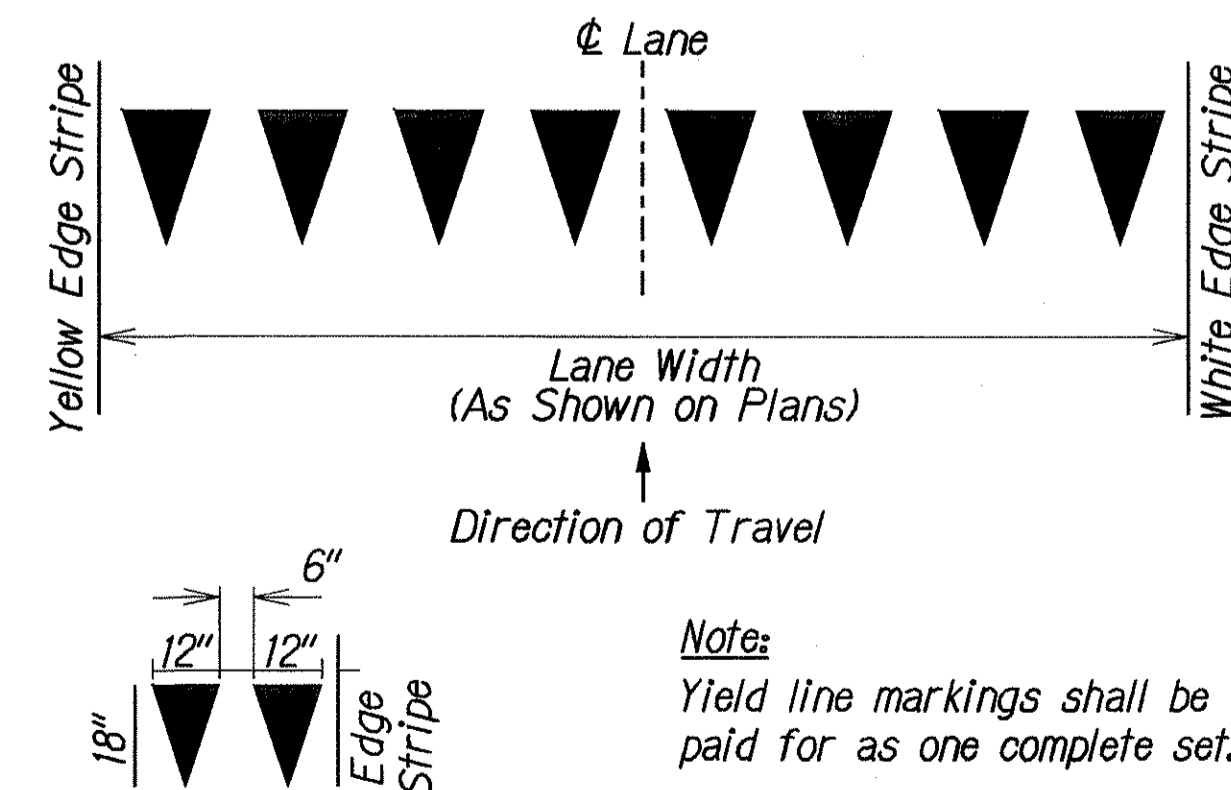 ℄ Lane
Yellow Edge Stripe
White Edge Stripe
Lane Width
(As Shown on Plans)
Direction of Travel
6"
12" 12"
18"
Edge
Stripe
Note:
Yield line markings shall be
paid for as one complete set.